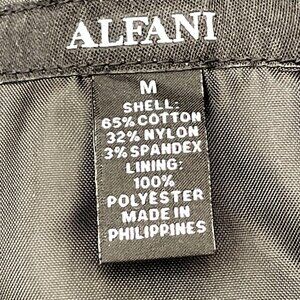 ALFANI
M
SHELL:
65% COTTON
32% NYLON
3% SPANDEX
LINING:
100%
POLYESTER
MADE IN
PHILIPPINES